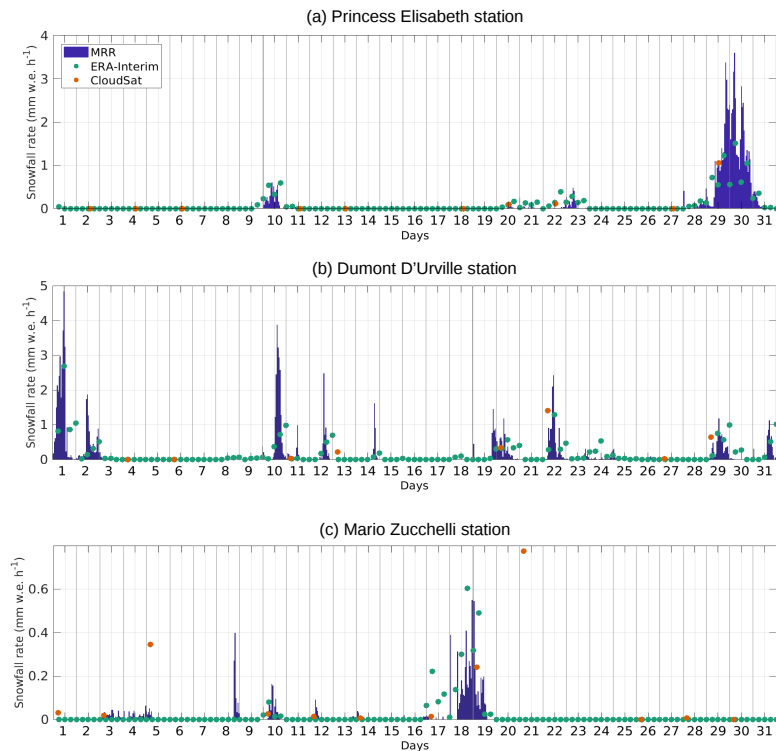 (a) Princess Elisabeth station
Snowfall rate (mm w.e. h⁻¹)
4
3
2
1
0
MRR
ERA-Interim
CloudSat
1 2 3 4 5 6 7 8 9 10 11 12 13 14 15 16 17 18 19 20 21 22 23 24 25 26 27 28 29 30 31
Days
(b) Dumont D'Urville station
Snowfall rate (mm w.e. h⁻¹)
5
4
3
2
1
0
1 2 3 4 5 6 7 8 9 10 11 12 13 14 15 16 17 18 19 20 21 22 23 24 25 26 27 28 29 30 31
Days
(c) Mario Zucchelli station
Snowfall rate (mm w.e. h⁻¹)
0.6
0.4
0.2
0
1 2 3 4 5 6 7 8 9 10 11 12 13 14 15 16 17 18 19 20 21 22 23 24 25 26 27 28 29 30 31
Days